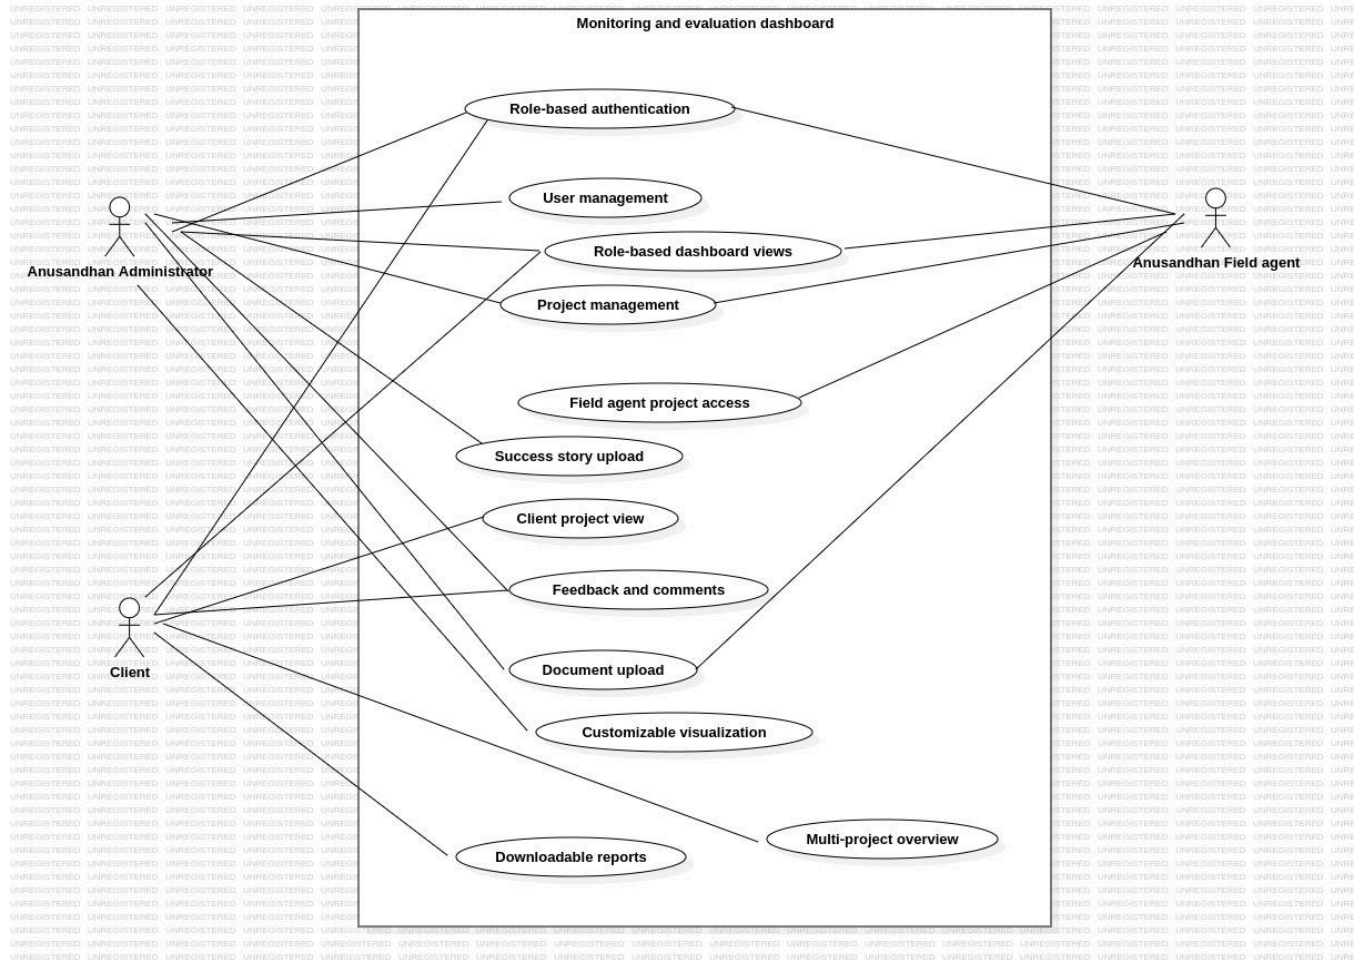 Monitoring and evaluation dashboard
Role-based authentication
User management
Role-based dashboard views
Anusandhan Administrator
Anusandhan Field agent
Project management
Field agent project access
Success story upload
Client project view
Feedback and comments
Client
Document upload
Customizable visualization
Multi-project overview
Downloadable reports
UNREGISTERED